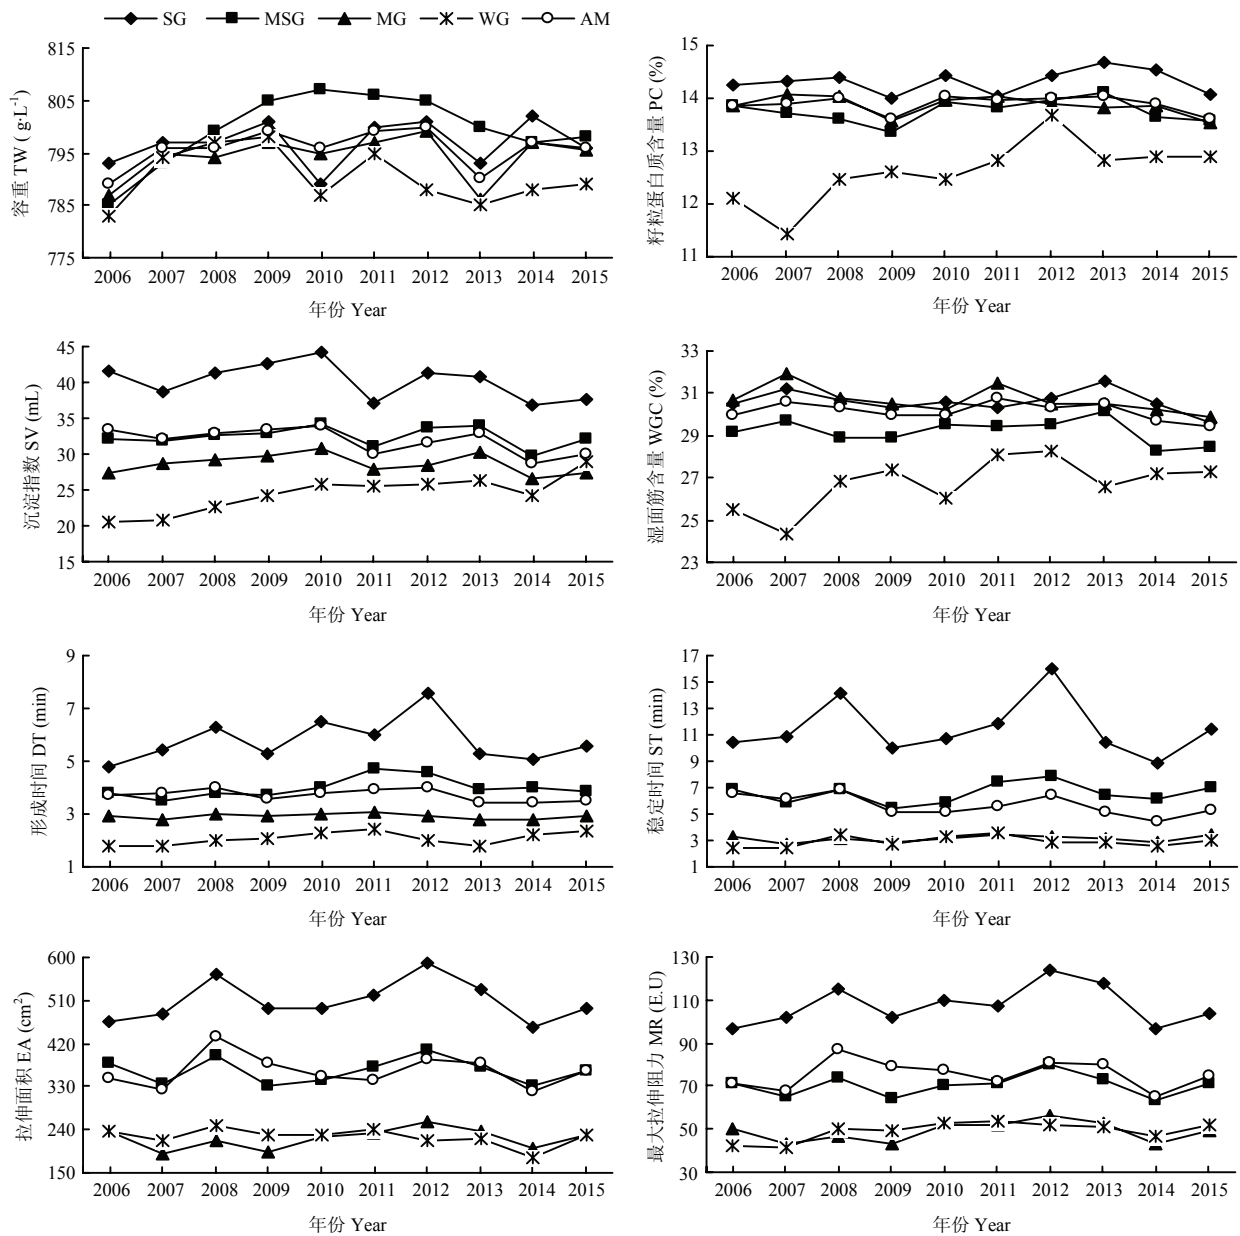 SG MSG MG WG AM
容重 TW ( g·L⁻¹)
815
805
795
785
775
2006 2007 2008 2009 2010 2011 2012 2013 2014 2015
年份 Year
籽粒蛋白质含量 PC (%)
15
14
13
12
11
2006 2007 2008 2009 2010 2011 2012 2013 2014 2015
年份 Year
沉淀指数 SV (mL)
45
40
35
30
25
20
15
2006 2007 2008 2009 2010 2011 2012 2013 2014 2015
年份 Year
湿面筋含量 WGC (%)
33
31
29
27
25
23
2006 2007 2008 2009 2010 2011 2012 2013 2014 2015
年份 Year
形成时间 DT (min)
9
7
5
3
1
2006 2007 2008 2009 2010 2011 2012 2013 2014 2015
年份 Year
稳定时间 ST (min)
17
15
13
11
9
7
5
3
1
2006 2007 2008 2009 2010 2011 2012 2013 2014 2015
年份 Year
拉伸面积 EA (cm²)
600
510
420
330
240
150
2006 2007 2008 2009 2010 2011 2012 2013 2014 2015
年份 Year
最大拉伸阻力 MR (E.U)
130
110
90
70
50
30
2006 2007 2008 2009 2010 2011 2012 2013 2014 2015
年份 Year